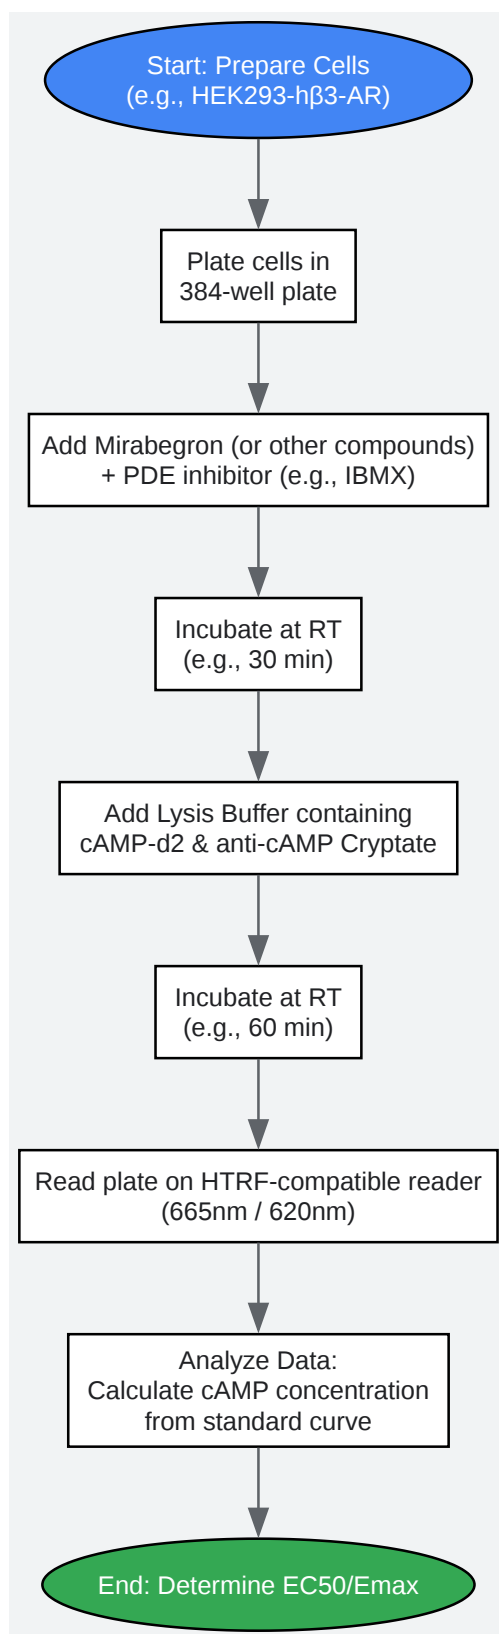 Start: Prepare Cells
(e.g., HEK293-hβ3-AR)
Plate cells in
384-well plate
Add Mirabegron (or other compounds)
+ PDE inhibitor (e.g., IBMX)
Incubate at RT
(e.g., 30 min)
Add Lysis Buffer containing
cAMP-d2 & anti-cAMP Cryptate
Incubate at RT
(e.g., 60 min)
Read plate on HTRF-compatible reader
(665nm / 620nm)
Analyze Data:
Calculate cAMP concentration
from standard curve
End: Determine EC50/Emax